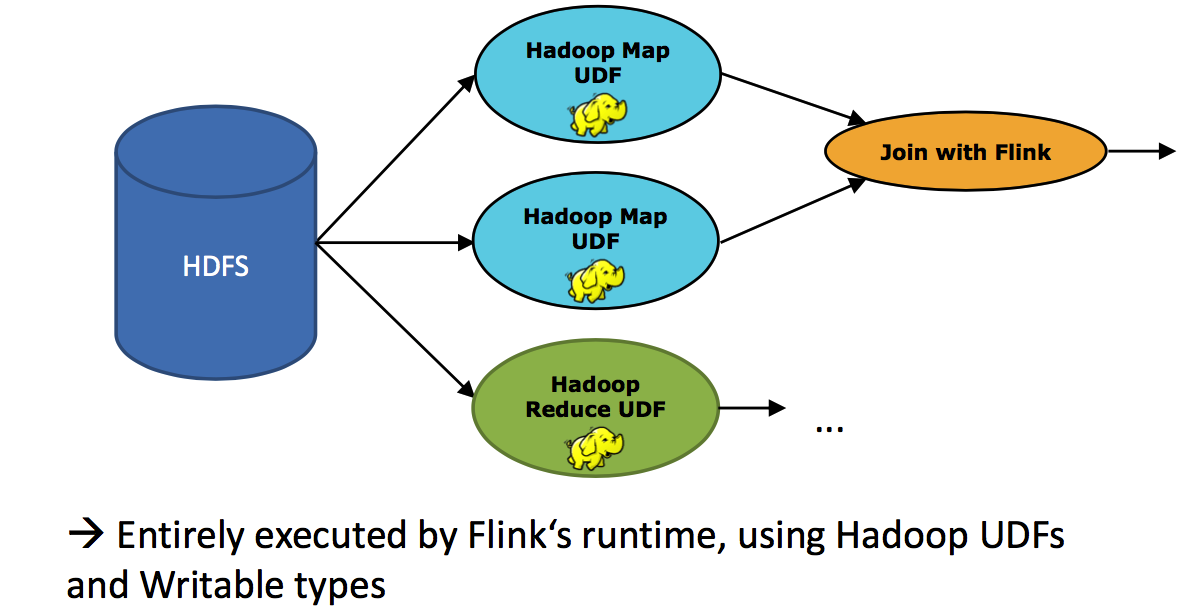 Hadoop Map
UDF
Join with Flink
Hadoop Map
UDF
HDFS
Hadoop
Reduce UDF
...
→ Entirely executed by Flink‘s runtime, using Hadoop UDFs
and Writable types